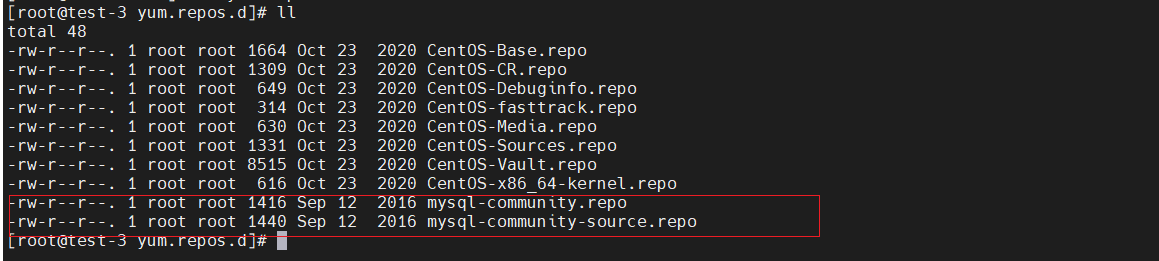 [root@test-3 yum.repos.d]# ll
total 48
-rw-r--r--. 1 root root 1664 Oct 23  2020 CentOS-Base.repo
-rw-r--r--. 1 root root 1309 Oct 23  2020 CentOS-CR.repo
-rw-r--r--. 1 root root  649 Oct 23  2020 CentOS-Debuginfo.repo
-rw-r--r--. 1 root root  314 Oct 23  2020 CentOS-fasttrack.repo
-rw-r--r--. 1 root root  630 Oct 23  2020 CentOS-Media.repo
-rw-r--r--. 1 root root 1331 Oct 23  2020 CentOS-Sources.repo
-rw-r--r--. 1 root root 8515 Oct 23  2020 CentOS-Vault.repo
-rw-r--r--. 1 root root  616 Oct 23  2020 CentOS-x86_64-kernel.repo
-rw-r--r--. 1 root root 1416 Sep 12  2016 mysql-community.repo
-rw-r--r--. 1 root root 1440 Sep 12  2016 mysql-community-source.repo
[root@test-3 yum.repos.d]#